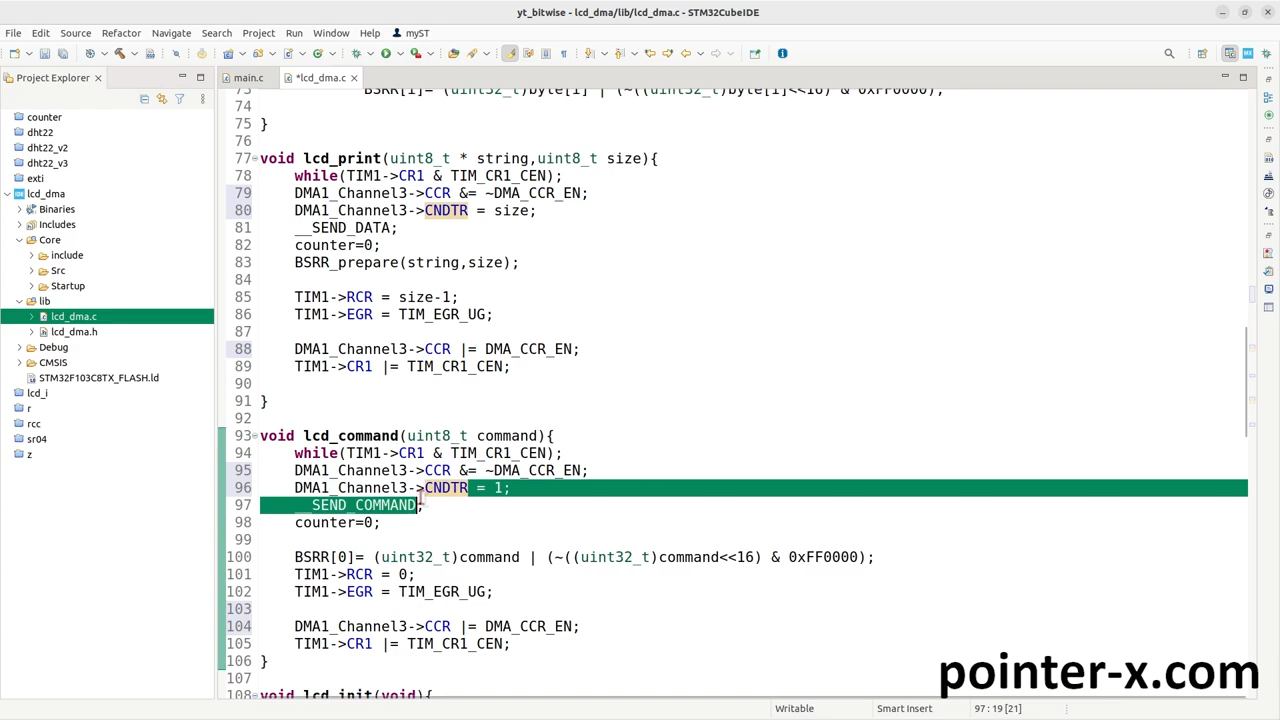 yt_bitwise - lcd_dma/lib/lcd_dma.c - STM32CubeIDE
File Edit Source Refactor Navigate Search Project Run Window Help myST
Project Explorer
main.c
*lcd_dma.c
counter
dht22
dht22_v2
dht22_v3
exti
lcd_dma
Binaries
Includes
Core
include
Src
Startup
lib
lcd_dma.c
lcd_dma.h
Debug
CMSIS
STM32F103C8TX_FLASH.ld
lcd_i
r
rcc
sr04
z
73 BSRR[i]= (uint32_t)byte[i] | (~((uint32_t)byte[i]<<16) & 0xFF0000);
74
75 }
76
77 void lcd_print(uint8_t * string,uint8_t size){
78 while(TIM1->CR1 & TIM_CR1_CEN);
79 DMA1_Channel3->CCR &= ~DMA_CCR_EN;
80 DMA1_Channel3->CNDTR = size;
81 __SEND_DATA;
82 counter=0;
83 BSRR_prepare(string,size);
84
85 TIM1->RCR = size-1;
86 TIM1->EGR = TIM_EGR_UG;
87
88 DMA1_Channel3->CCR |= DMA_CCR_EN;
89 TIM1->CR1 |= TIM_CR1_CEN;
90
91 }
92
93 void lcd_command(uint8_t command){
94 while(TIM1->CR1 & TIM_CR1_CEN);
95 DMA1_Channel3->CCR &= ~DMA_CCR_EN;
96 DMA1_Channel3->CNDTR = 1;
97 __SEND_COMMAND;
98 counter=0;
99
100 BSRR[0]= (uint32_t)command | (~((uint32_t)command<<16) & 0xFF0000);
101 TIM1->RCR = 0;
102 TIM1->EGR = TIM_EGR_UG;
103
104 DMA1_Channel3->CCR |= DMA_CCR_EN;
105 TIM1->CR1 |= TIM_CR1_CEN;
106 }
107
108 void lcd_init(void){
pointer-x.com
Writable
Smart Insert
97 : 19 [21]